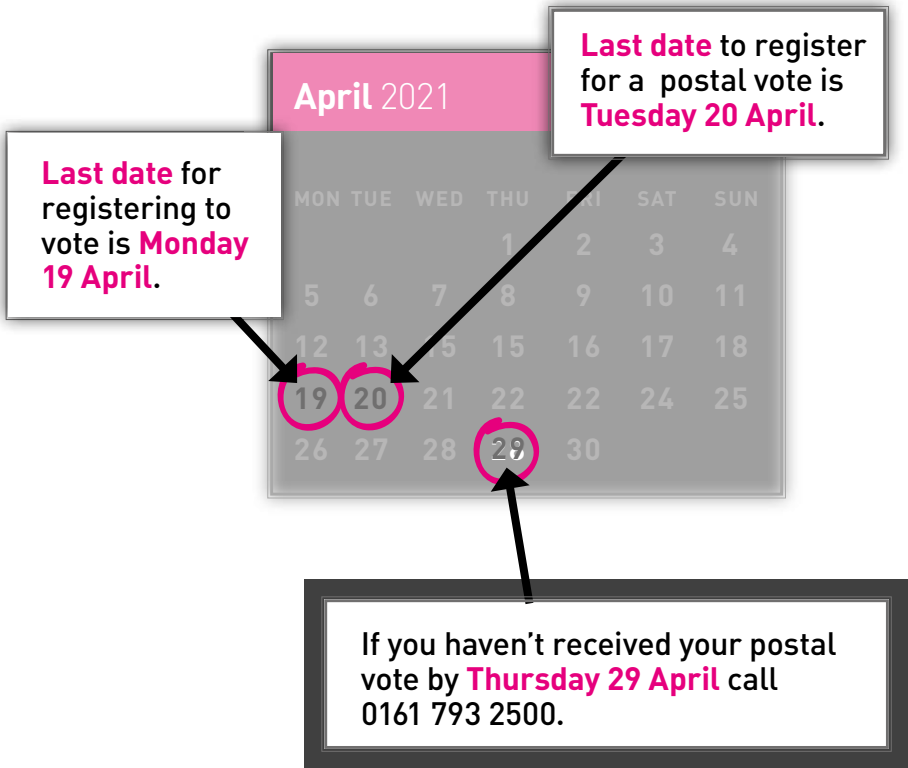 Last date to register
for a postal vote is
Tuesday 20 April.
April 2021
Last date for
registering to
vote is Monday
19 April.
MON TUE WED THU FRI SAT SUN
1 2 3 4
5 6 7 8 9 10 11
12 13 15 15 16 17 18
19 20 21 22 22 24 25
26 27 28 29 30
If you haven’t received your postal
vote by Thursday 29 April call
0161 793 2500.